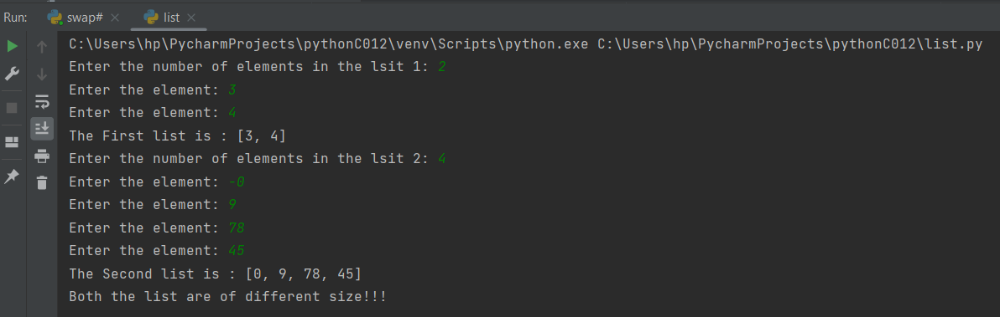 Run: swap# × list ×
C:\Users\hp\PycharmProjects\pythonC012\venv\Scripts\python.exe C:\Users\hp\PycharmProjects\pythonC012\list.py
Enter the number of elements in the lsit 1: 2
Enter the element: 3
Enter the element: 4
The First list is : [3, 4]
Enter the number of elements in the lsit 2: 4
Enter the element: -0
Enter the element: 9
Enter the element: 78
Enter the element: 45
The Second list is : [0, 9, 78, 45]
Both the list are of different size!!!